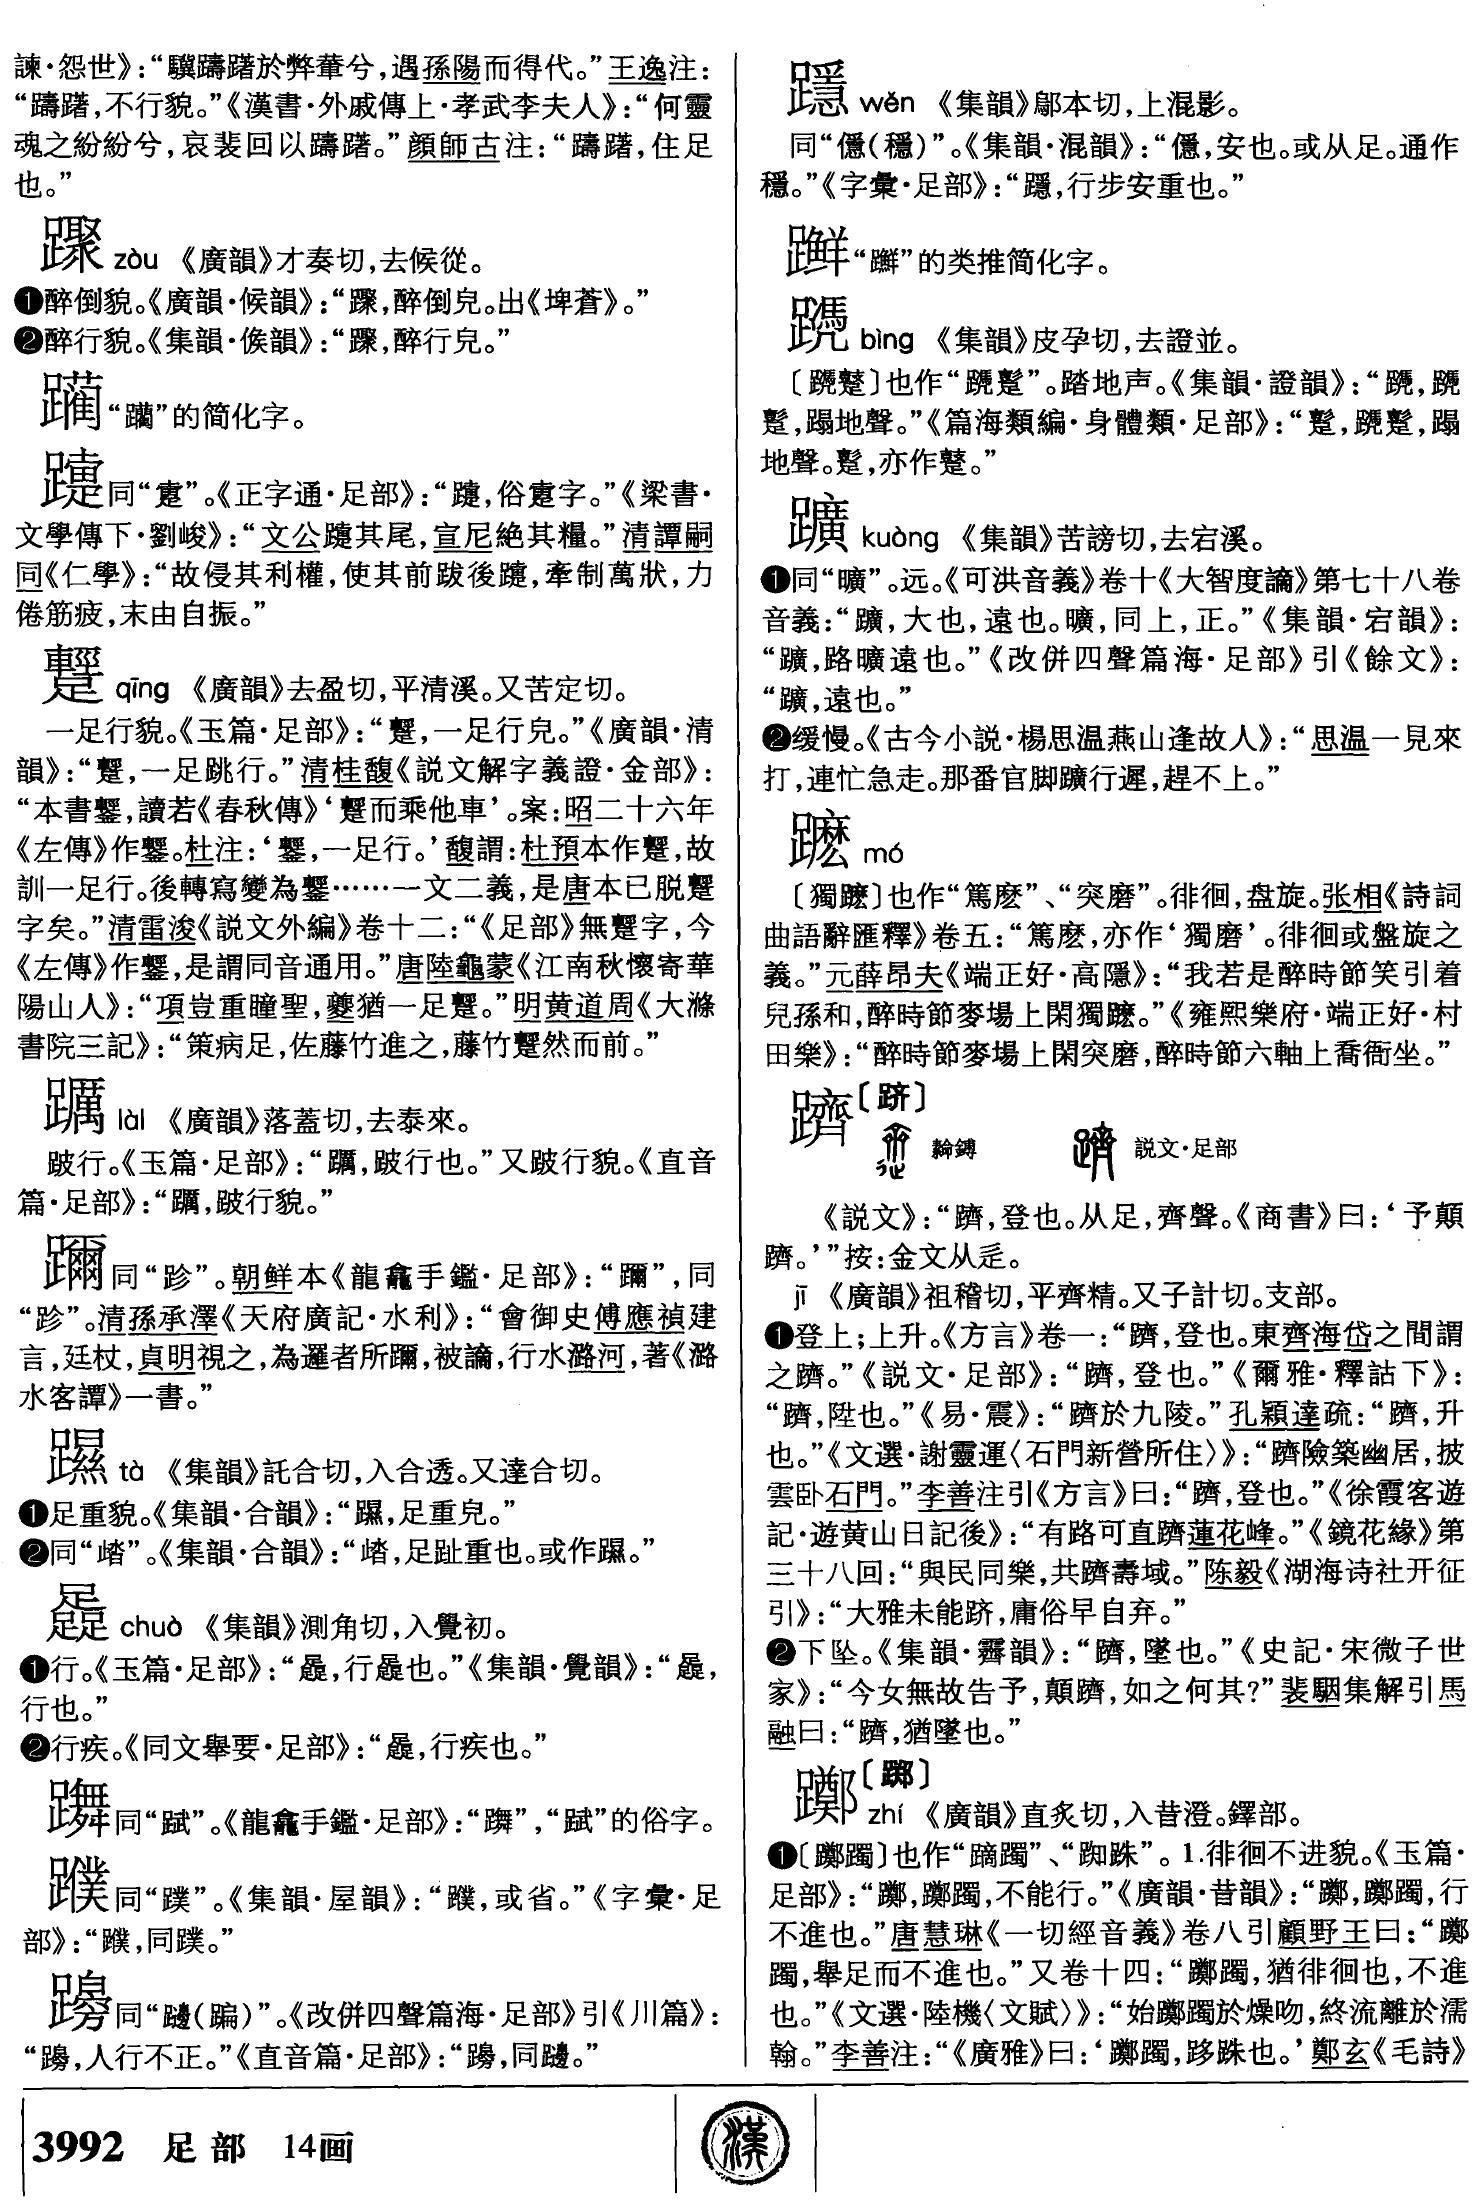 諫·怨世》：“驥躊躇於弊輂兮，遇孫陽而得代。”王逸注：
“躊躇，不行貌。”《漢書·外戚傳上·孝武李夫人》：“何靈
魂之紛紛兮，哀裴回以躊躇。”顔師古注：“躊躇，住足
也。”
zòu 《廣韻》才奏切，去候從。
❶醉倒貌。《廣韻·候韻》：“，醉倒皃。出《埤蒼》。”
❷醉行貌。《集韻·候韻》：“，醉行皃。”
“躪”的简化字。
同“疐”。《正字通·足部》：“，俗疐字。”《梁書·
文學傳下·劉峻》：“文公其尾，宣尼絶其糧。”清譚嗣
同《仁學》：“故侵其利權，使其前跋後，牽制萬狀，力
倦筋疲，末由自振。”
qīng 《廣韻》去盈切，平清溪。又苦定切。
一足行貌。《玉篇·足部》：“，一足行皃。”《廣韻·清
韻》：“，一足跳行。”清桂馥《説文解字義證·金部》：
“本書鏨，讀若《春秋傳》‘而乘他車’。案：昭二十六年
《左傳》作鑋。杜注：‘鑋，一足行。’馥謂：杜預本作，故
訓一足行。後轉寫變為鑋……一文二義，是唐本已脱
字矣。”清雷浚《説文外編》卷十二：“《足部》無字，今
《左傳》作鑋，是謂同音通用。”唐陸龜蒙《江南秋懷寄華
陽山人》：“項豈重瞳聖，夔猶一足。”明黄道周《大滌
書院三記》：“策病足，佐藤竹進之，藤竹然而前。”
lài 《廣韻》落蓋切，去泰來。
跛行。《玉篇·足部》：“，跛行也。”又跛行貌。《直音
篇·足部》：“，跛行貌。”
同“跈”。朝鲜本《龍龕手鑑·足部》：“”，同
“跈”。清孫承澤《天府廣記·水利》：“會御史傅應禎建
言，廷杖，貞明視之，為邏者所，被論，行水潞河，著《潞
水客譚》一書。”
tà 《集韻》託合切，入合透。又達合切。
❶足重貌。《集韻·合韻》：“，足重皃。”
❷同“踏”。《集韻·合韻》：“，足趾重也。或作。”
chuò 《集韻》測角切，入覺初。
❶行。《玉篇·足部》：“，行也。”《集韻·覺韻》：“，
行也。”
❷行疾。《同文舉要·足部》：“，行疾也。”
同“”。《龍龕手鑑·足部》：“”，“”的俗字。
同“蹼”。《集韻·屋韻》：“，或省。”《字彙·足
部》：“，同蹼。”
同“（蹁）”。《改併四聲篇海·足部》引《川篇》：
“，人行不正。”《直音篇·足部》：“，同。”
wěn 《集韻》鄔本切，上混影。
同“㒚（穩）”。《集韻·混韻》：“㒚，安也。或从足。通作
穩。”《字彙·足部》：“，行步安重也。”
“躃”的类推简化字。
bìng 《集韻》皮孕切，去證並。
〔〕也作“”。踏地声。《集韻·證韻》：“，
，蹋地聲。”《篇海類編·身體類·足部》：“，，蹋
地聲。，亦作。”
kuòng 《集韻》苦謗切，去宕溪。
❶同“曠”。远。《可洪音義》卷十《大智度論》第七十八卷
音義：“，大也，遠也。曠，同上，正。”《集韻·宕韻》：
“，路曠遠也。”《改併四聲篇海·足部》引《餘文》：
“，遠也。”
❷缓慢。《古今小説·楊思温燕山逢故人》：“思温一見來
打，連忙急走。那番官脚行遲，趕不上。”
mó
〔獨〕也作“篤麽”、“突磨”。徘徊，盘旋。张相《詩詞
曲語辭匯釋》卷五：“篤麽，亦作‘獨磨’。徘徊或盤旋之
義。”元薛昂夫《端正好·高隱》：“我若是醉時節笑引着
兒孫和，醉時節麥場上閑獨。”《雍熙樂府·端正好·村
田樂》：“醉時節麥場上閑突磨，醉時節六軸上喬衙坐。”
躋〔跻〕
鎛 説文·足部
《説文》：“躋，登也。从足，齊聲。《商書》曰：‘予顛
躋。’”按：金文从辵。
jī 《廣韻》祖稽切，平齊精。又子計切。支部。
❶登上；上升。《方言》卷一：“躋，登也。東齊海岱之間謂
之躋。”《説文·足部》：“躋，登也。”《爾雅·釋詁下》：
“躋，陞也。”《易·震》：“躋於九陵。”孔穎達疏：“躋，升
也。”《文選·謝靈運〈石門新營所住〉》：“躋險築幽居，披
雲卧石門。”李善注引《方言》曰：“躋，登也。”《徐霞客遊
記·遊黄山日記後》：“有路可直躋蓮花峰。”《鏡花緣》第
三十八回：“與民同樂，共躋壽域。”陈毅《湖海诗社开征
引》：“大雅未能跻，庸俗早自弃。”
❷下坠。《集韻·霽韻》：“躋，墜也。”《史記·宋微子世
家》：“今女無故告予，顛躋，如之何其？”裴駰集解引馬
融曰：“躋，猶墜也。”
躑〔踯〕
zhí 《廣韻》直炙切，入昔澄。鐸部。
❶〔躑躅〕也作“蹢躅”、“踟跦”。1.徘徊不进貌。《玉篇·
足部》：“躑，躑躅，不能行。”《廣韻·昔韻》：“躑，躑躅，行
不進也。”唐慧琳《一切經音義》卷八引顧野王曰：“躑
躅，舉足而不進也。”又卷十四：“躑躅，猶徘徊也，不進
也。”《文選·陸機〈文賦〉》：“始躑躅於燥吻，終流離於濡
翰。”李善注：“《廣雅》曰：‘躑躅，跢跦也。’鄭玄《毛詩》
3992 足部 14画
漢